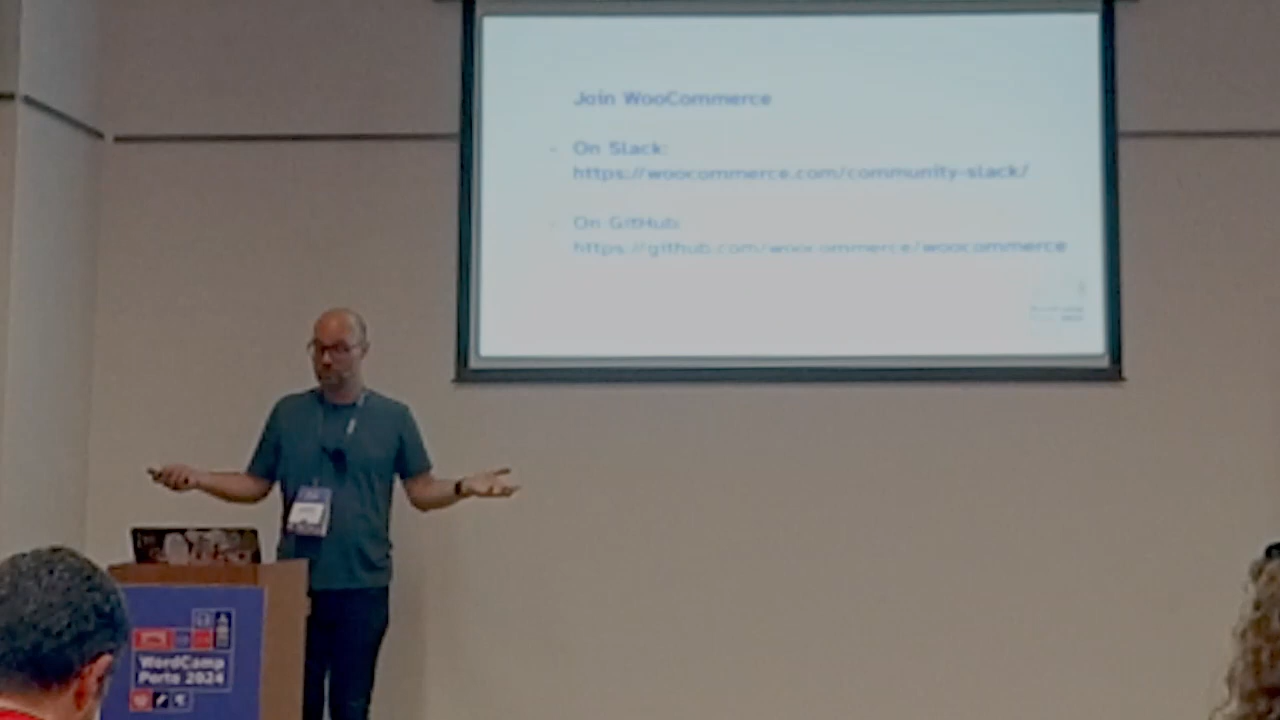 Join WooCommerce
- On Slack:
https://woocommerce.com/community-slack/
- On GitHub:
https://github.com/woocommerce/woocommerce
WordCamp
Porto 2024